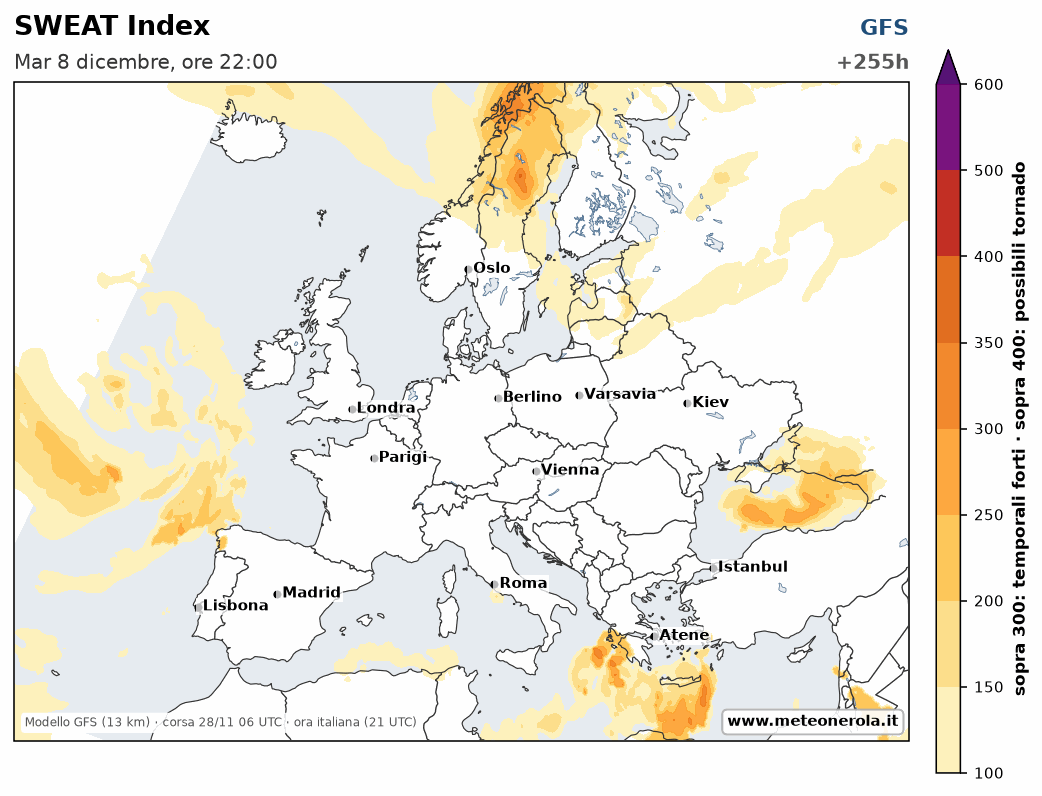 SWEAT Index
GFS
Mar 8 dicembre, ore 22:00
+255h
600
500
400
350
300
250
200
150
100
sopra 300: temporali forti · sopra 400: possibili tornado
Oslo
Berlino
Varsavia
Kiev
Londra
Parigi
Vienna
Istanbul
Roma
Madrid
Lisbona
Atene
Modello GFS (13 km) · corsa 28/11 06 UTC · ora italiana (21 UTC)
www.meteonerola.it